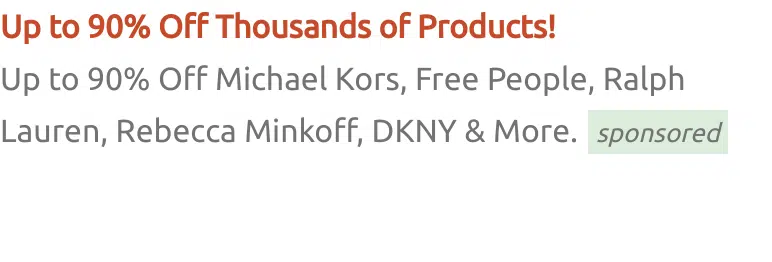 Up to 90% Off Thousands of Products!
Up to 90% Off Michael Kors, Free People, Ralph
Lauren, Rebecca Minkoff, DKNY & More. sponsored